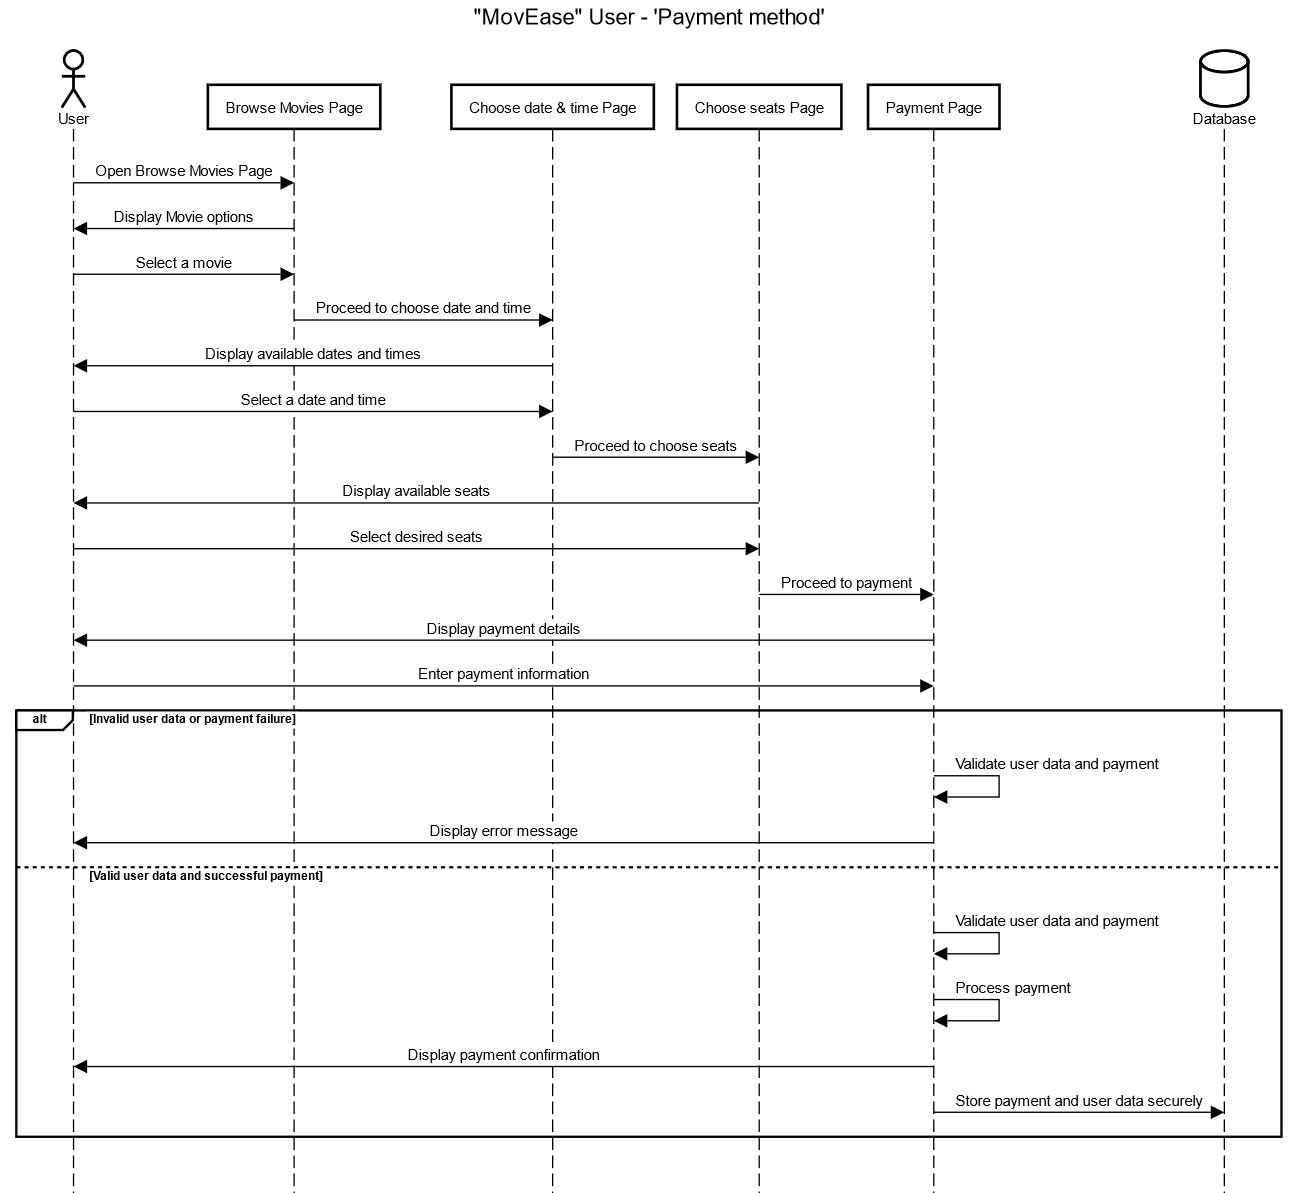 "MovEase" User - 'Payment method'
User
Browse Movies Page
Choose date & time Page
Choose seats Page
Payment Page
Database
Open Browse Movies Page
Display Movie options
Select a movie
Proceed to choose date and time
Display available dates and times
Select a date and time
Proceed to choose seats
Display available seats
Select desired seats
Proceed to payment
Display payment details
Enter payment information
alt
[Invalid user data or payment failure]
Validate user data and payment
Display error message
[Valid user data and successful payment]
Validate user data and payment
Process payment
Display payment confirmation
Store payment and user data securely